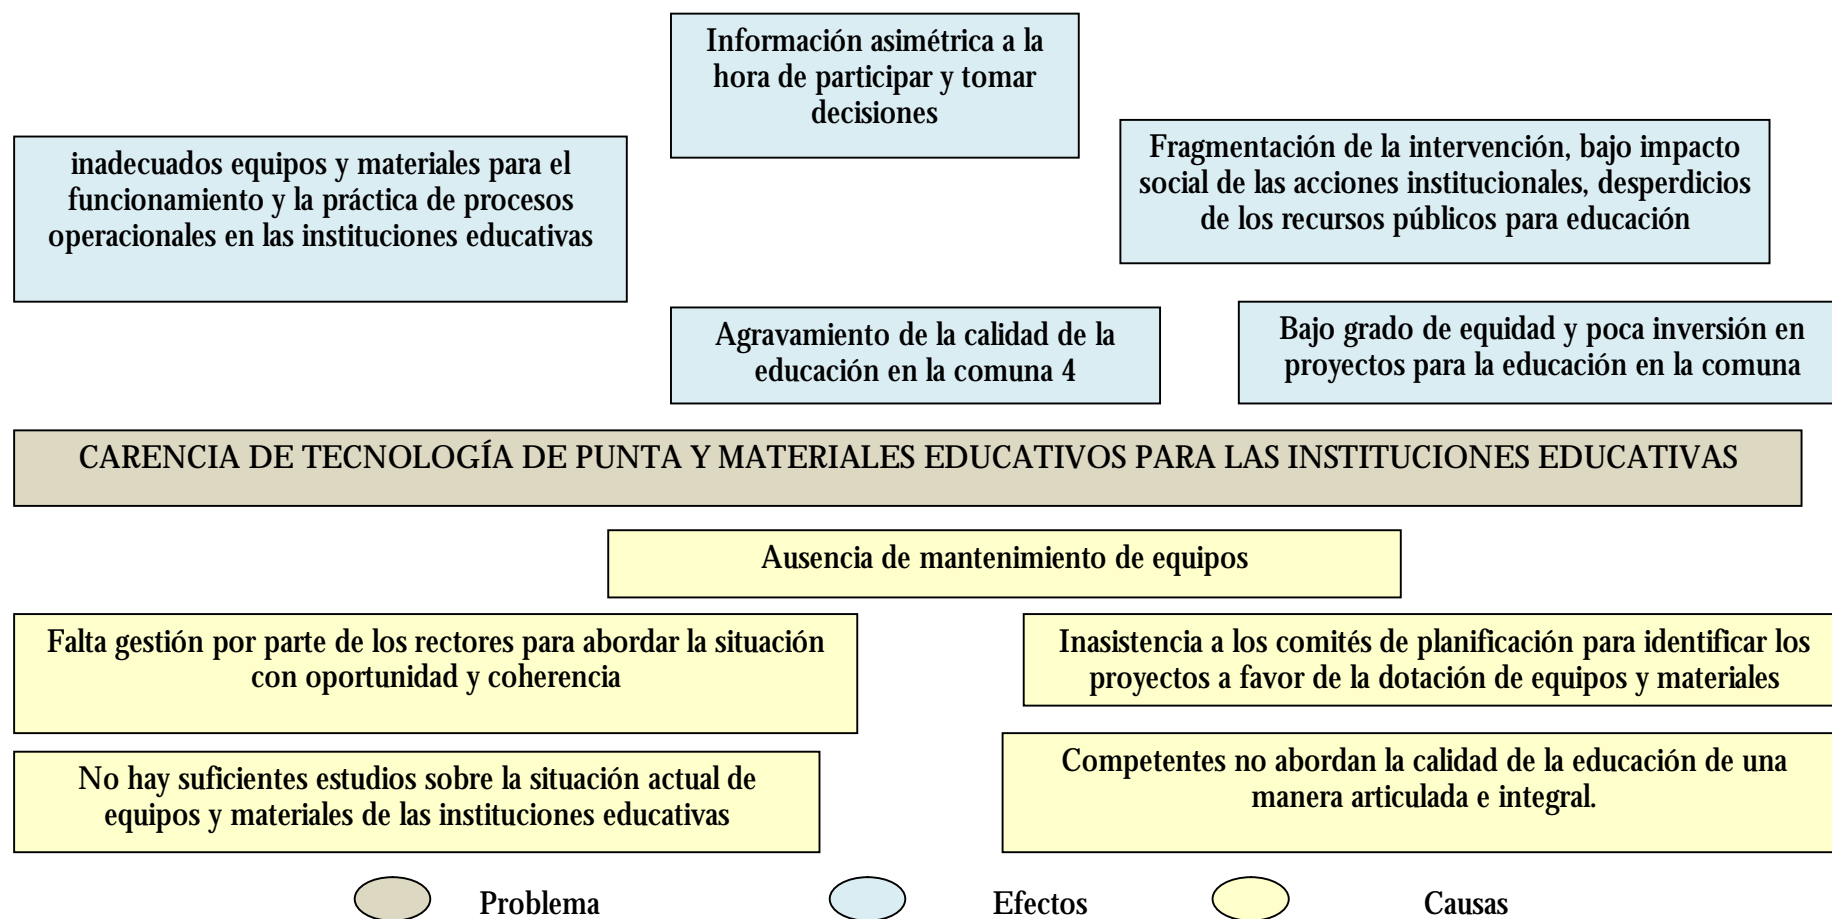 Información asimétrica a la
hora de participar y tomar
decisiones
inadecuados equipos y materiales para el
funcionamiento y la práctica de procesos
operacionales en las instituciones educativas
Fragmentación de la intervención, bajo impacto
social de las acciones institucionales, desperdicios
de los recursos públicos para educación
Agravamiento de la calidad de la
educación en la comuna 4
Bajo grado de equidad y poca inversión en
proyectos para la educación en la comuna
CARENCIA DE TECNOLOGÍA DE PUNTA Y MATERIALES EDUCATIVOS PARA LAS INSTITUCIONES EDUCATIVAS
Ausencia de mantenimiento de equipos
Falta gestión por parte de los rectores para abordar la situación
con oportunidad y coherencia
Inasistencia a los comités de planificación para identificar los
proyectos a favor de la dotación de equipos y materiales
No hay suficientes estudios sobre la situación actual de
equipos y materiales de las instituciones educativas
Competentes no abordan la calidad de la educación de una
manera articulada e integral.
Problema
Efectos
Causas